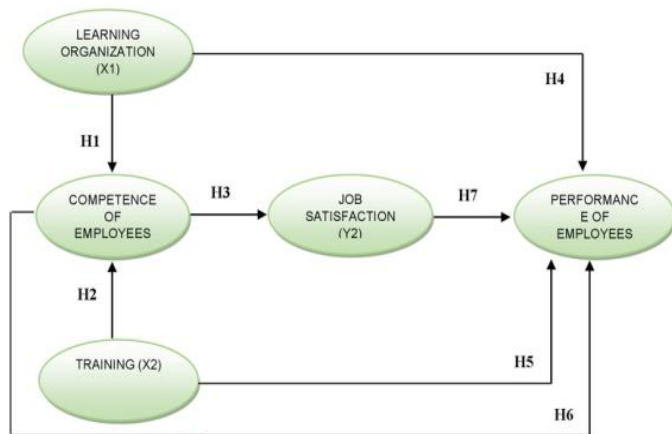 LEARNING
ORGANIZATION
(X1)
H4
H1
COMPETENCE
OF
EMPLOYEES
H3
JOB
SATISFACTION
(Y2)
H7
PERFORMANC
E OF
EMPLOYEES
H2
TRAINING (X2)
H5
H6